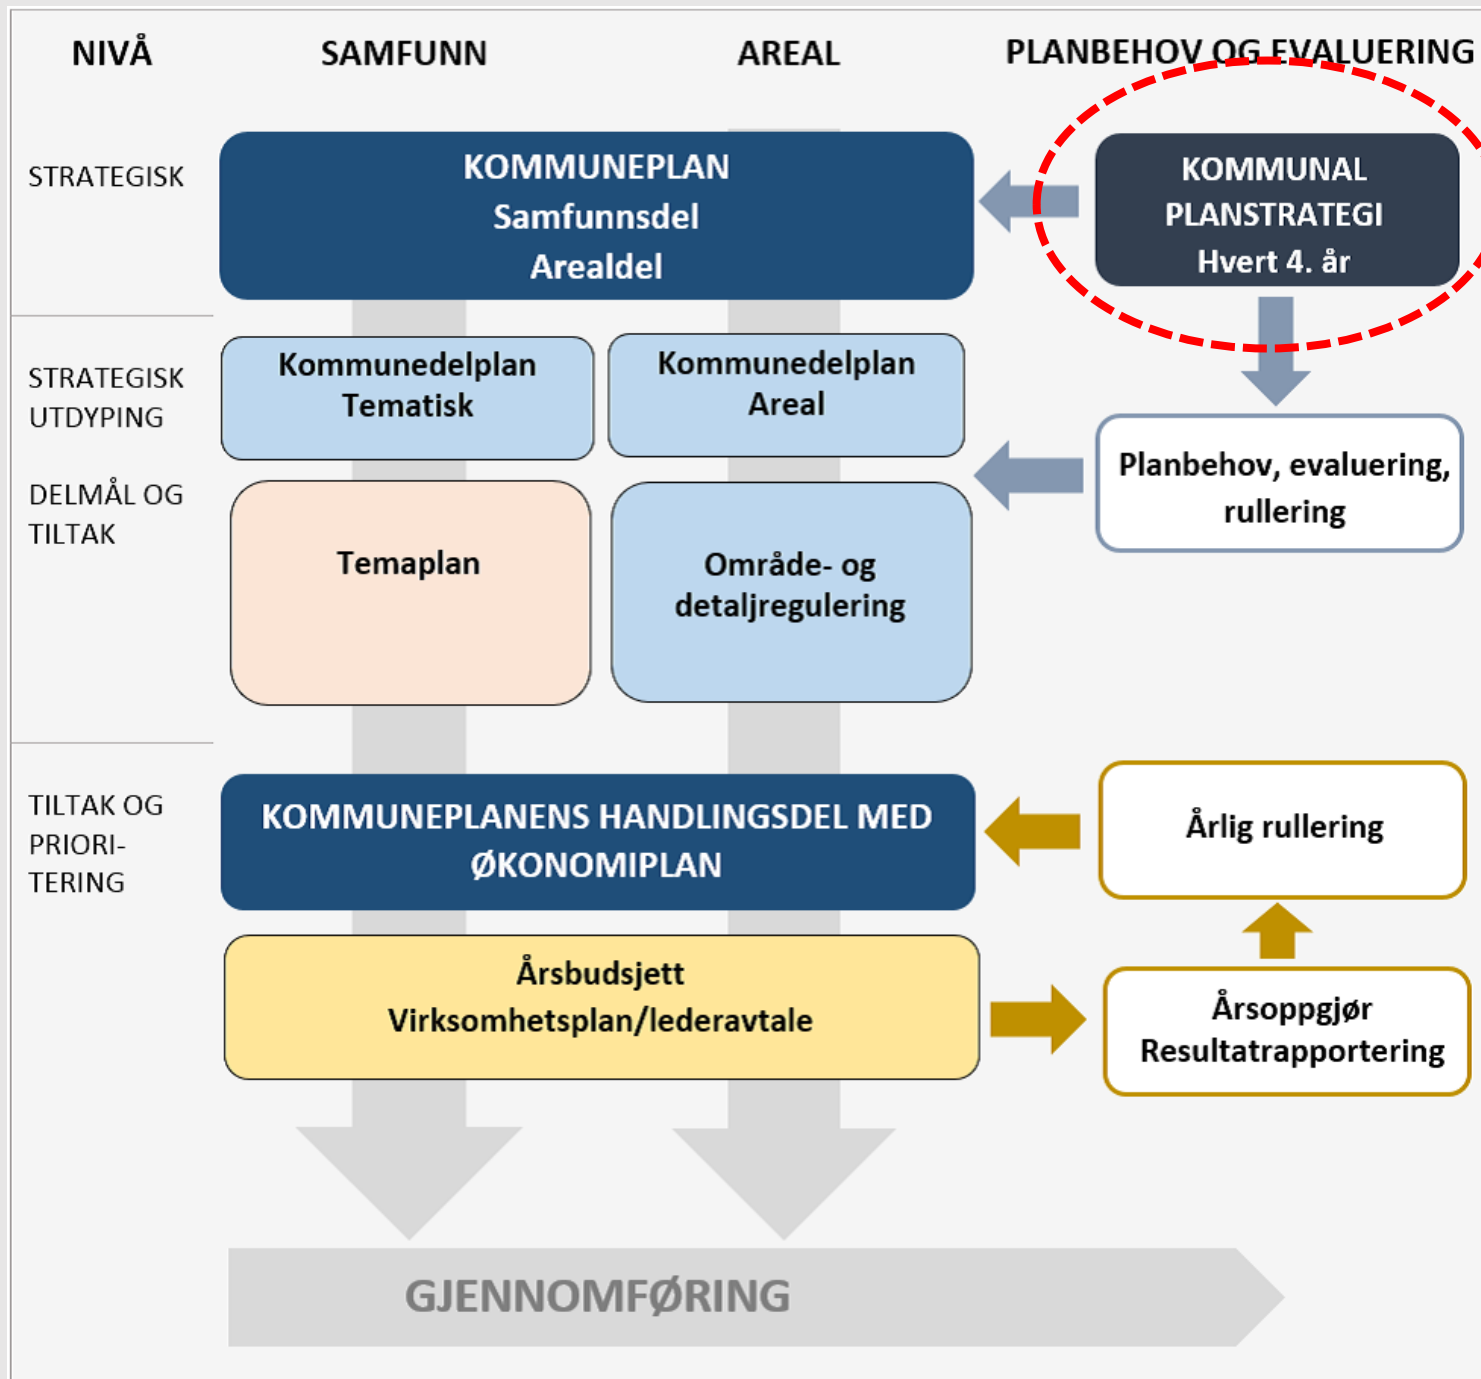 NIVÅ
SAMFUNN
AREAL
PLANBEHOV OG EVALUERING
STRATEGISK
KOMMUNEPLAN
Samfunnsdel
Arealdel
KOMMUNAL
PLANSTRATEGI
Hvert 4. år
STRATEGISK
UTDYPING
Kommunedelplan
Tematisk
Kommunedelplan
Areal
Planbehov, evaluering,
rullering
DELMÅL OG
TILTAK
Temaplan
Område- og
detaljregulering
TILTAK OG
PRIORI-
TERING
KOMMUNEPLANENS HANDLINGSDEL MED
ØKONOMIPLAN
Årlig rullering
Årsbudsjett
Virksomhetsplan/lederavtale
Årsoppgjør
Resultatrapportering
GJENNOMFØRING